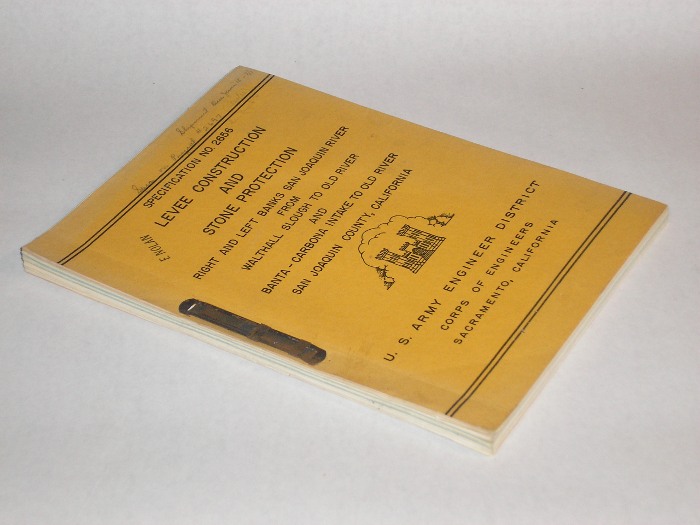 SPECIFICATION NO. 2656
E NOLAN
LEVEE CONSTRUCTION
AND
STONE PROTECTION
RIGHT AND LEFT BANKS SAN JOAQUIN RIVER
FROM
WALTHALL SLOUGH TO OLD RIVER
AND
BANTA-CARBONA INTAKE TO OLD RIVER
SAN JOAQUIN COUNTY, CALIFORNIA
U. S. ARMY ENGINEER DISTRICT
CORPS OF ENGINEERS
SACRAMENTO, CALIFORNIA